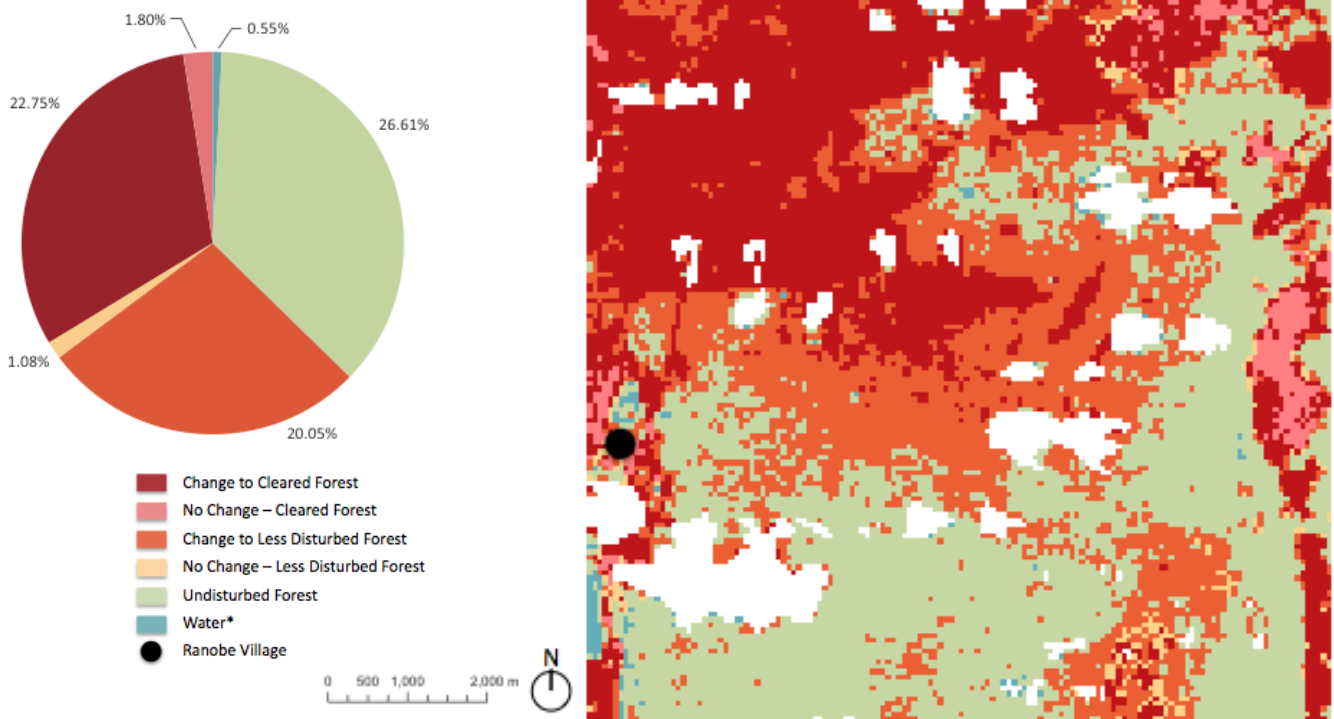 1.80%
0.55%
22.75%
26.61%
1.08%
20.05%
Change to Cleared Forest
No Change – Cleared Forest
Change to Less Disturbed Forest
No Change – Less Disturbed Forest
Undisturbed Forest
Water*
Ranobe Village
N
0 500 1,000 2,000 m